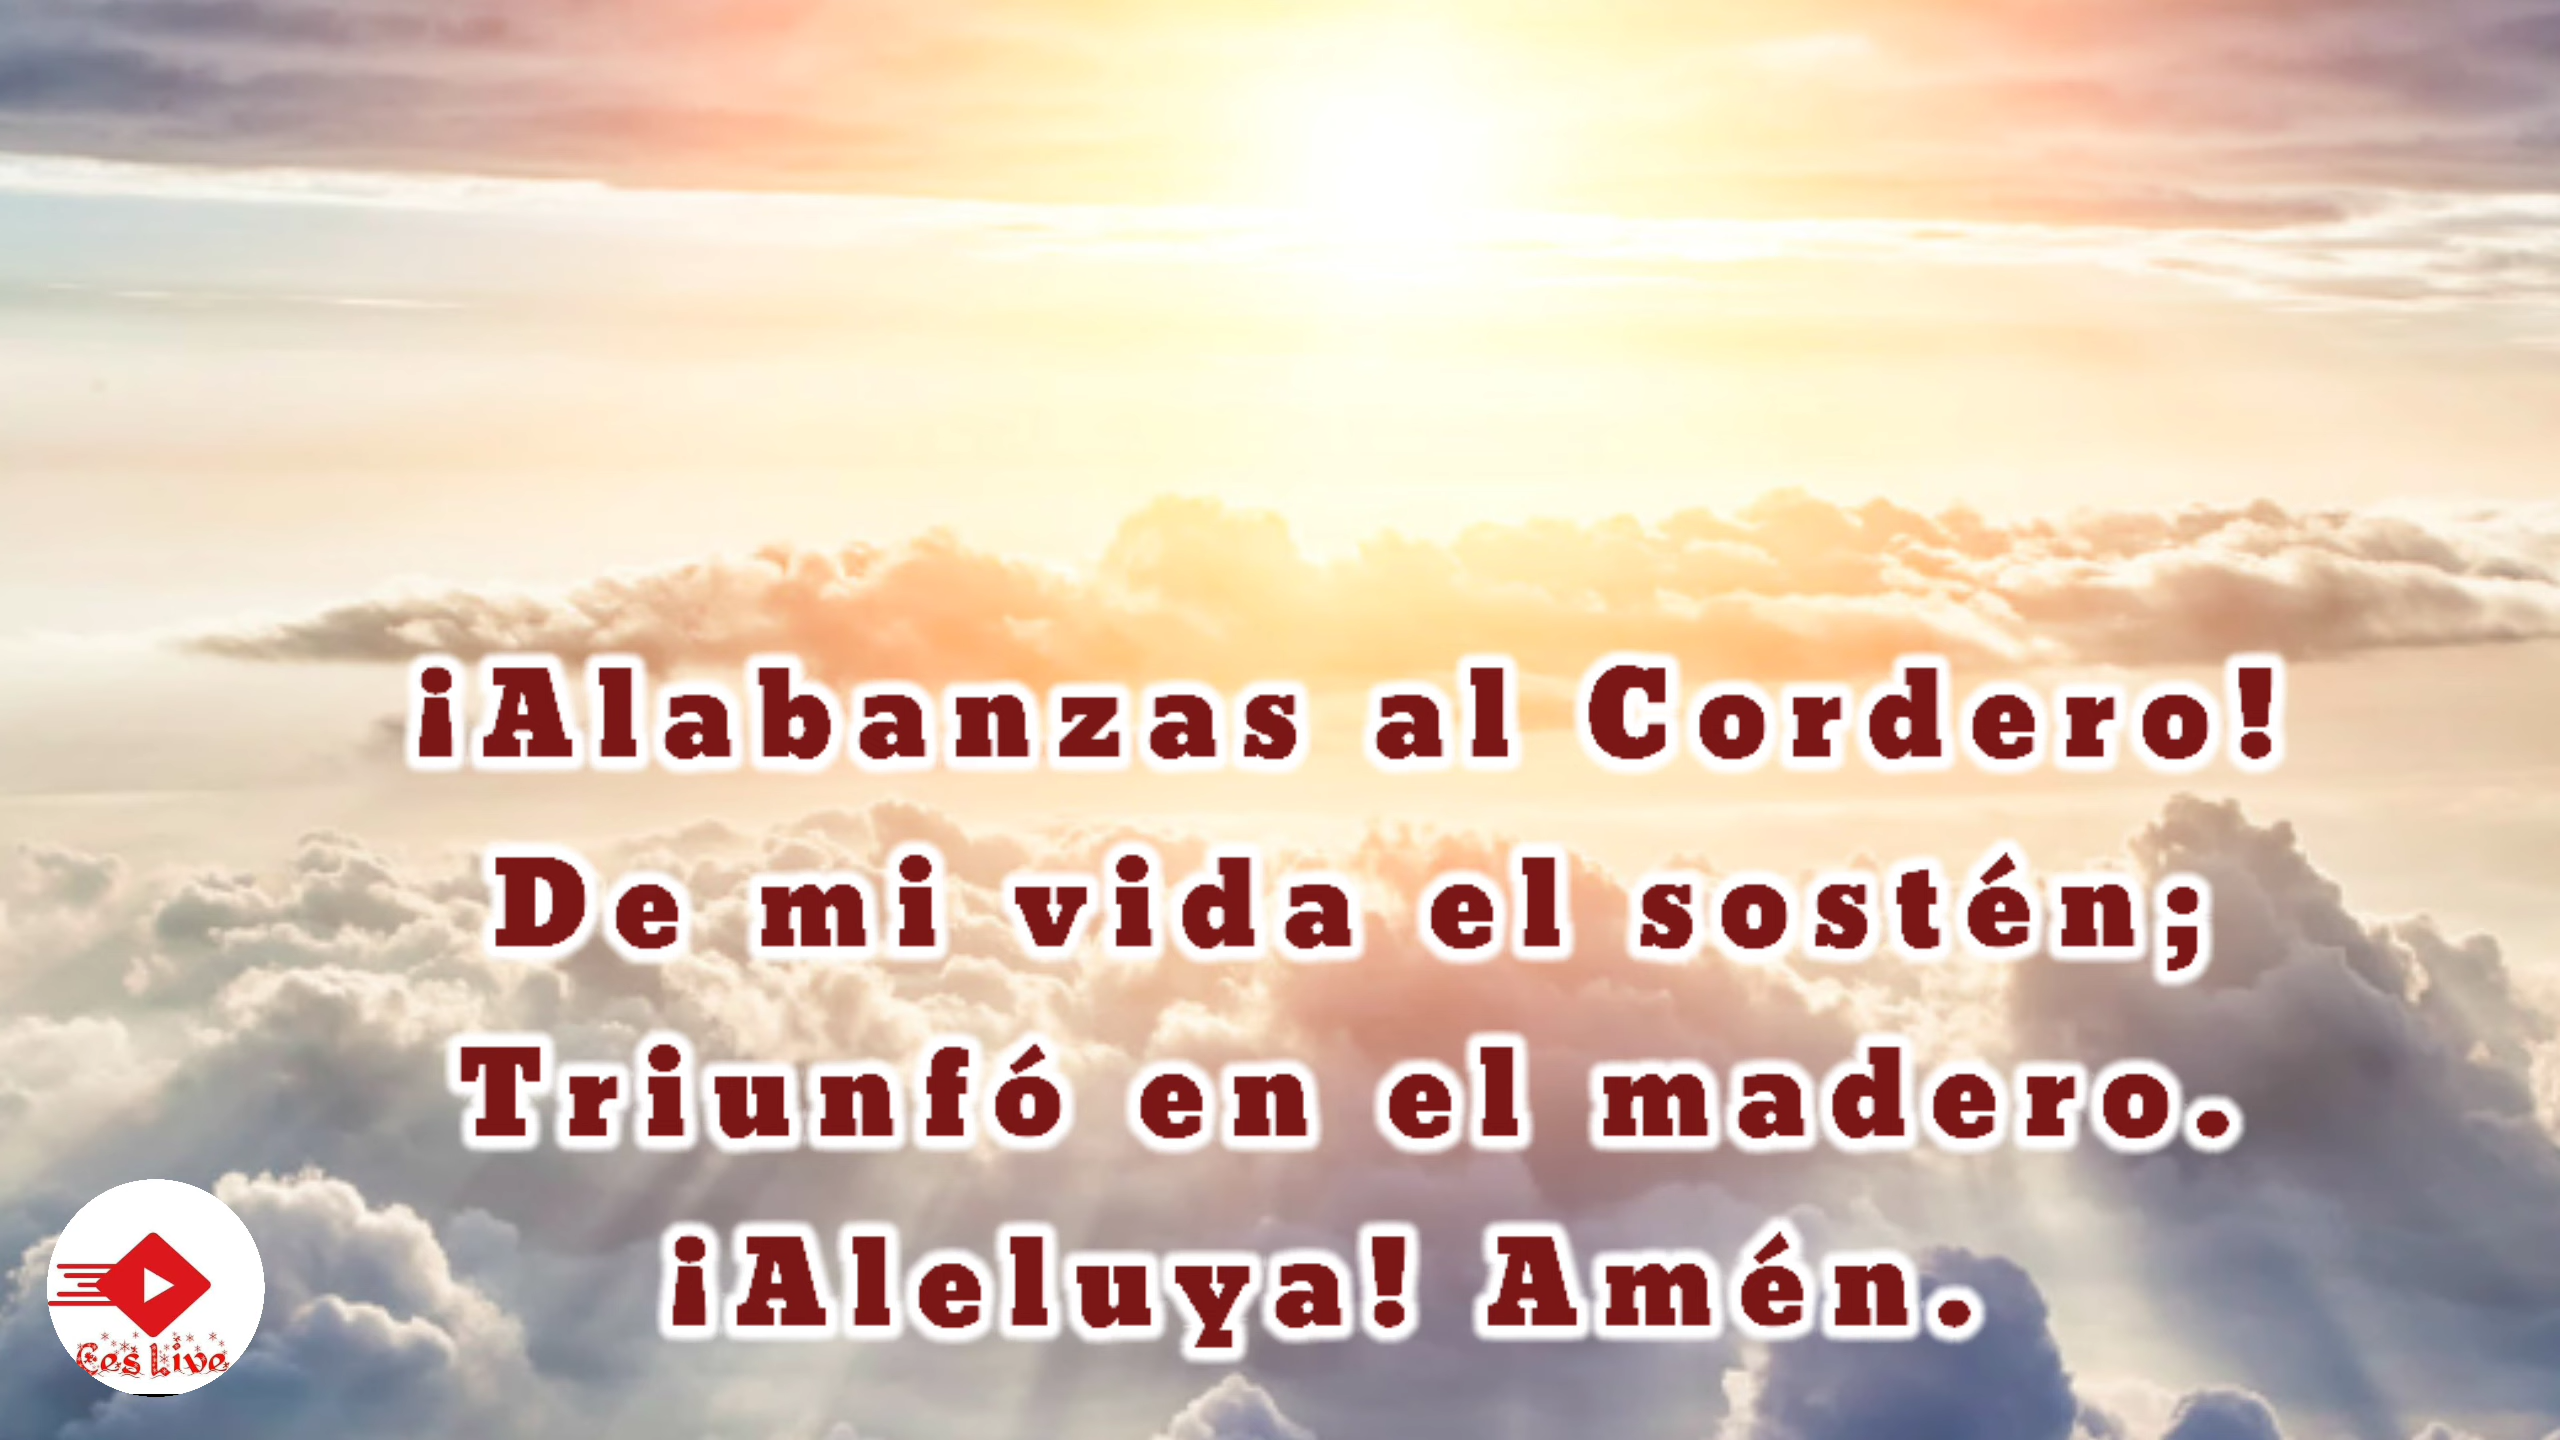 ¡Alabanzas al Cordero!
De mi vida el sostén;
Triunfó en el madero.
¡Aleluya! Amén.
Ces Live